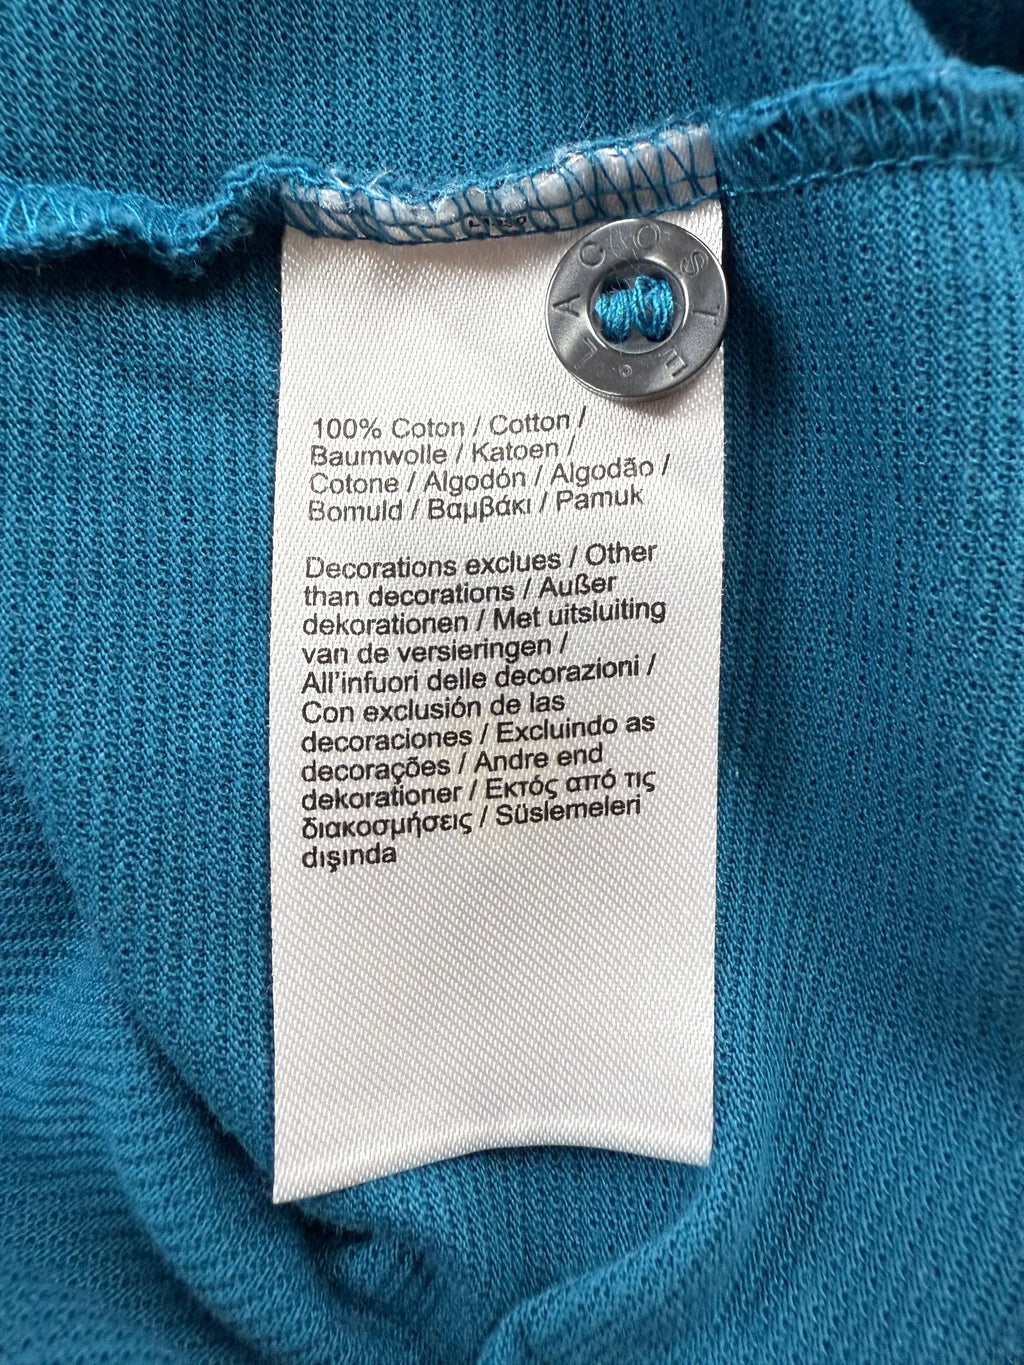 LACOSTE
100% Coton / Cotton /
Baumwolle / Katoen /
Cotone / Algodón / Algodão /
Bomuld / Βαμβάκι / Pamuk
Decorations exclues / Other
than decorations / Außer
dekorationen / Met uitsluiting
van de versieringen /
All'infuori delle decorazioni /
Con exclusión de las
decoraciones / Excluindo as
decorações / Andre end
dekorationer / Εκτός από τις
διακοσμήσεις / Süslemeleri
dışında